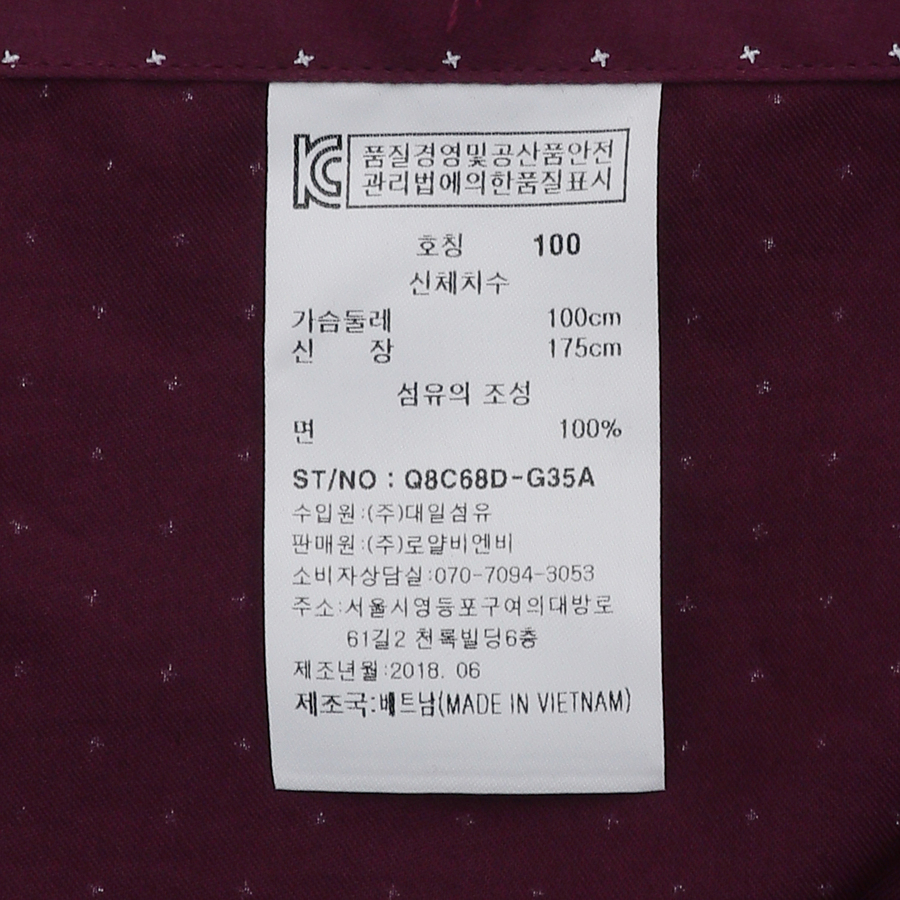 KC 품질경영및공산품안전
관리법에의한품질표시
호칭 100
신체치수
가슴둘레 100cm
신 장 175cm
섬유의 조성
면 100%
ST/NO : Q8C68D-G35A
수입원:(주)대일섬유
판매원:(주)로얄비엔비
소비자상담실:070-7094-3053
주소:서울시영등포구여의대방로
61길2 천록빌딩6층
제조년월:2018. 06
제조국:베트남(MADE IN VIETNAM)